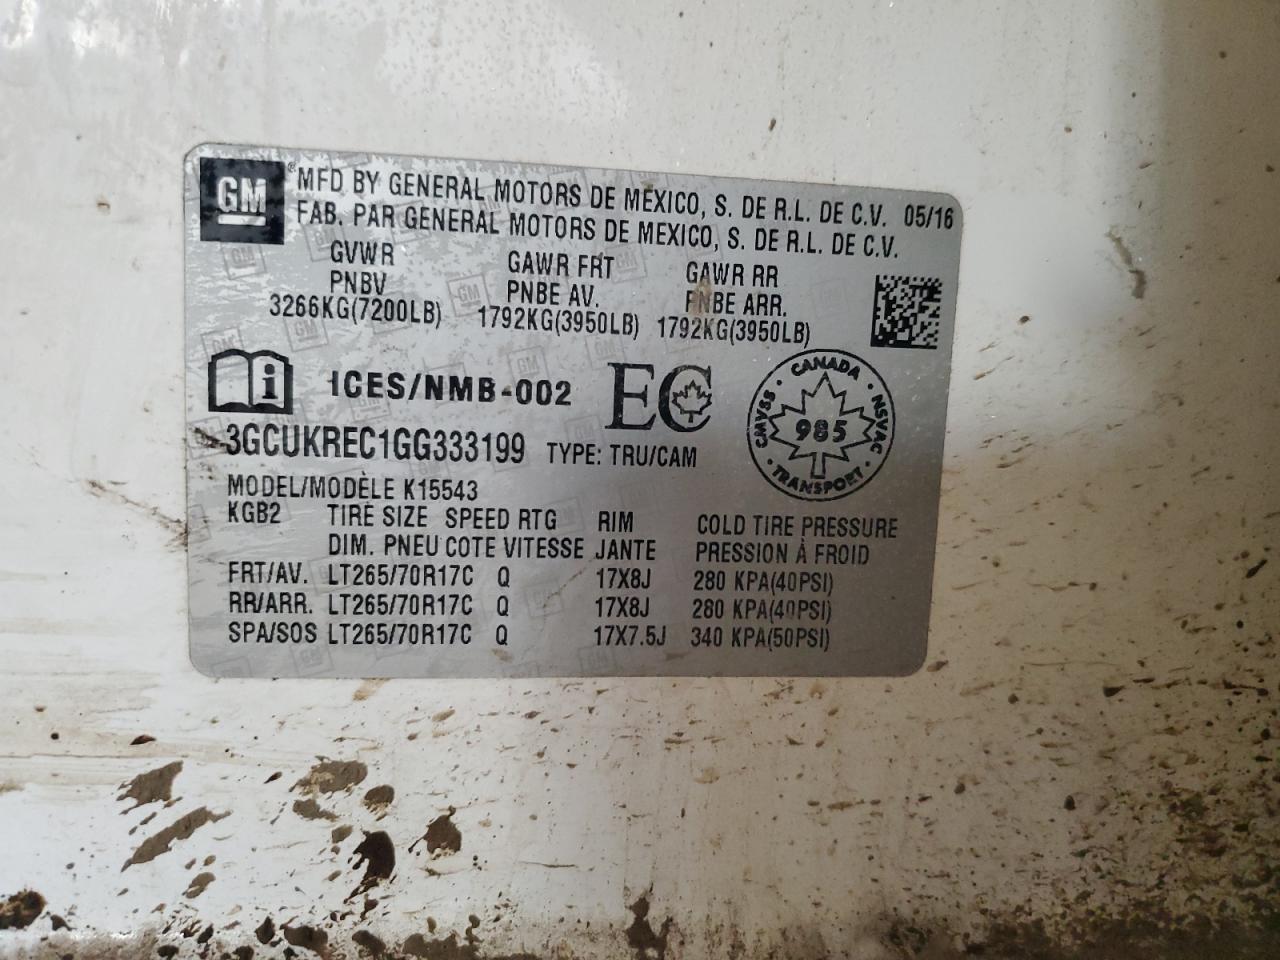 GM ® MFD BY GENERAL MOTORS DE MEXICO, S. DE R.L. DE C.V. 05/16
FAB. PAR GENERAL MOTORS DE MEXICO, S. DE R.L. DE C.V.
GVWR GAWR FRT GAWR RR
PNBV PNBE AV. PNBE ARR.
3266KG(7200LB) 1792KG(3950LB) 1792KG(3950LB)
i ICES/NMB-002 EC
CANADA CMVSS NSVAC 985 TRANSPORT
3GCUKREC1GG333199 TYPE: TRU/CAM
MODEL/MODÈLE K15543
KGB2 TIRE SIZE SPEED RTG RIM COLD TIRE PRESSURE
DIM. PNEU COTE VITESSE JANTE PRESSION À FROID
FRT/AV. LT265/70R17C Q 17X8J 280 KPA(40PSI)
RR/ARR. LT265/70R17C Q 17X8J 280 KPA(40PSI)
SPA/SOS LT265/70R17C Q 17X7.5J 340 KPA(50PSI)